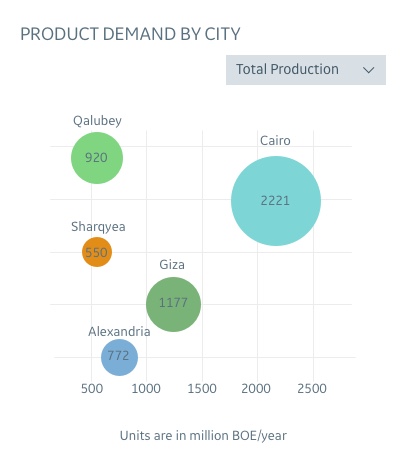 PRODUCT DEMAND BY CITY
Total Production
Qalubey
920
Cairo
2221
Sharqyea
550
Giza
1177
Alexandria
772
500 1000 1500 2000 2500
Units are in million BOE/year